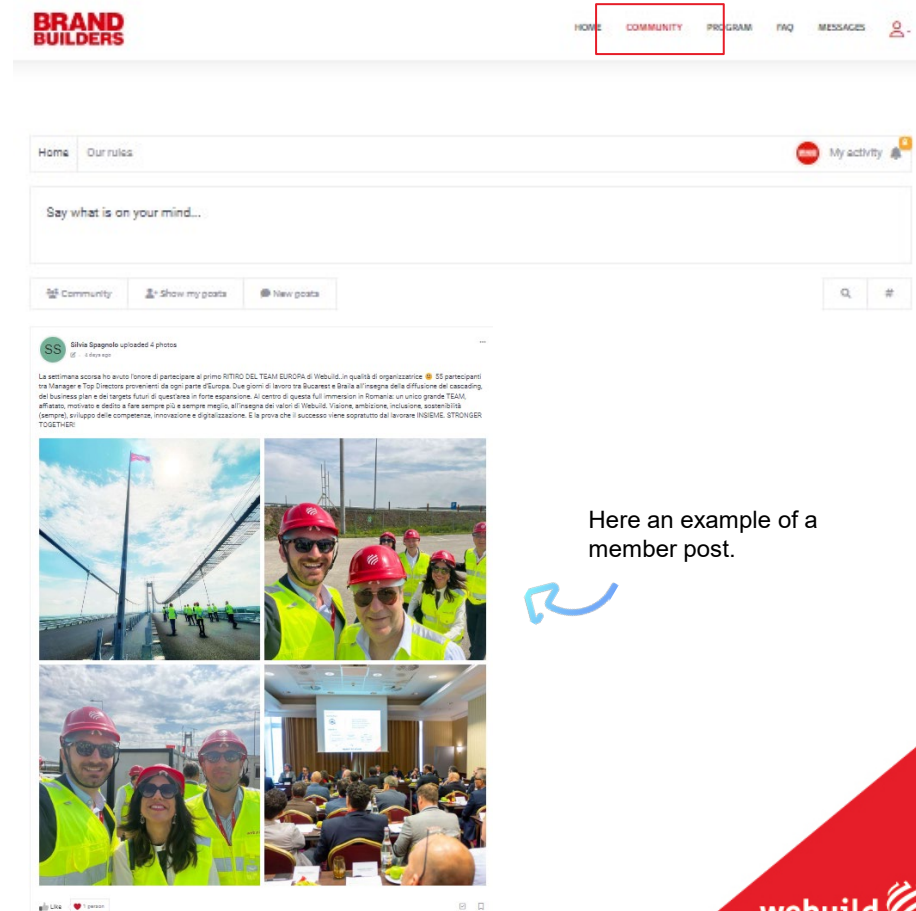 BRAND
BUILDERS
HOME COMMUNITY PROGRAM FAQ MESSAGES
Home Our rules
My activity
Say what is on your mind...
Community Show my posts New posts
#
SS
Silvia Spagnolo uploaded 4 photos
days ago
La settimana scorsa ho avuto l'onore di partecipare al primo RITIRO DEL TEAM EUROPA di Webuild..in qualità di organizzatrice 55 partecipanti
tra Manager e Top Directors provenienti da ogni parte d'Europa. Due giorni di lavoro tra Bucarest e Braila all'insegna della diffusione del cascading,
del business plan e dei targets futuri di quest'area in forte espansione. Al centro di questa full immersion in Romania: un unico grande TEAM,
affiatato, motivato e dedito a fare sempre più e sempre meglio, all'insegna dei valori di Webuild. Visione, ambizione, inclusione, sostenibilità
(sempre), sviluppo delle competenze, innovazione e digitalizzazione. E la prova che il successo viene sopratutto dal lavorare INSIEME. STRONGER
TOGETHER!
Here an example of a
member post.
Like 1 person
webuild